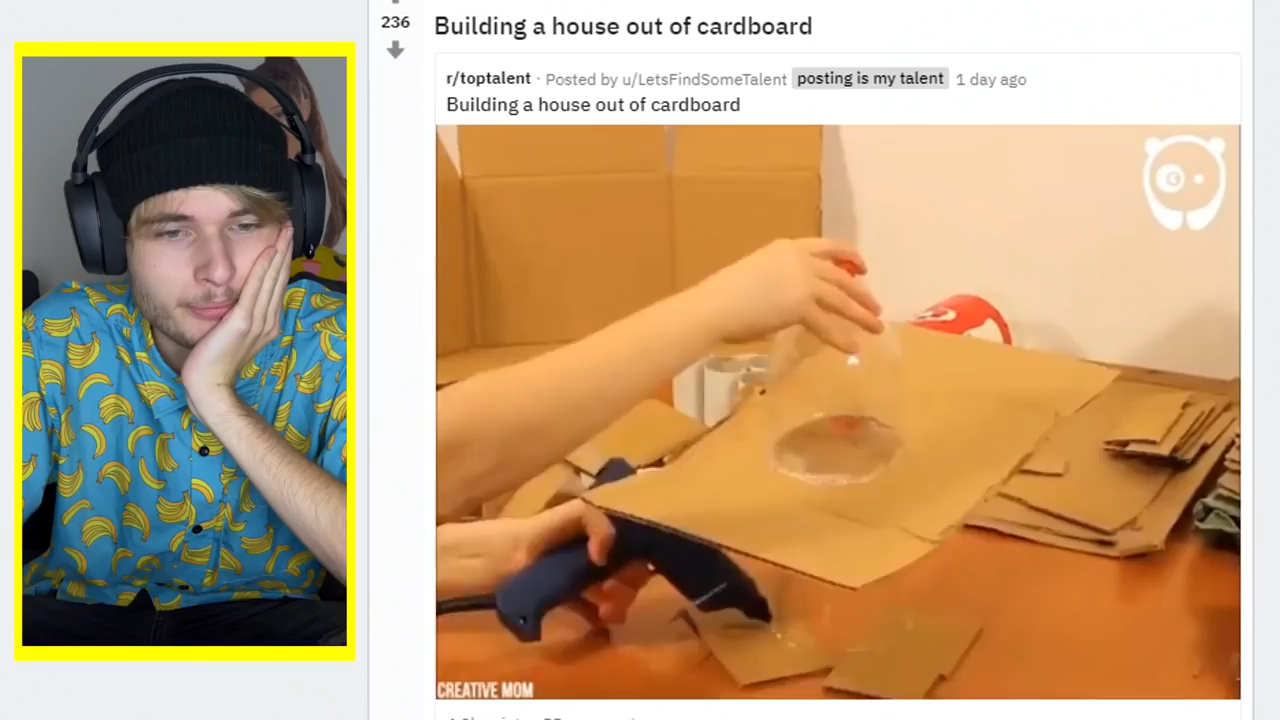 236
Building a house out of cardboard
r/toptalent · Posted by u/LetsFindSomeTalent posting is my talent 1 day ago
Building a house out of cardboard
CREATIVE MOM